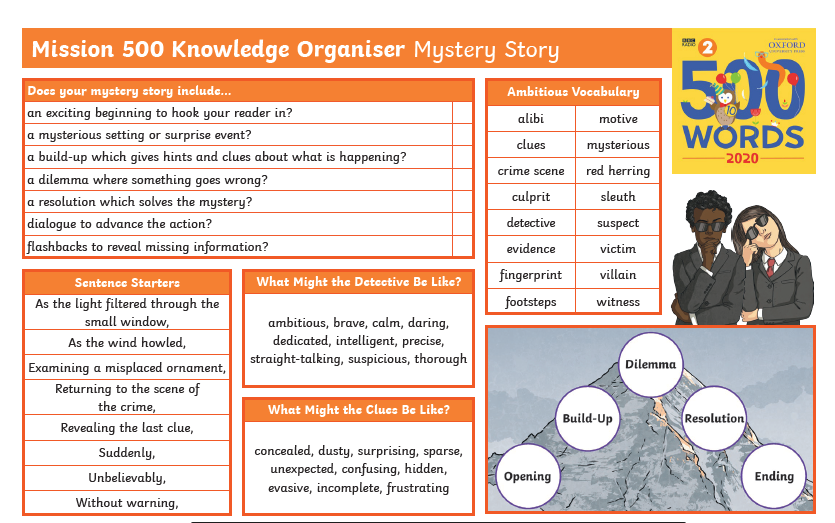 Mission 500 Knowledge Organiser Mystery Story
BBC
RADIO
2
OXFORD
UNIVERSITY PRESS
500
10
WORDS
2020
Does your mystery story include...
an exciting beginning to hook your reader in?
a mysterious setting or surprise event?
a build-up which gives hints and clues about what is happening?
a dilemma where something goes wrong?
a resolution which solves the mystery?
dialogue to advance the action?
flashbacks to reveal missing information?
Ambitious Vocabulary
alibi motive
clues mysterious
crime scene red herring
culprit sleuth
detective suspect
evidence victim
fingerprint villain
footsteps witness
Sentence Starters
As the light filtered through the
small window,
As the wind howled,
Examining a misplaced ornament,
Returning to the scene of
the crime,
Revealing the last clue,
Suddenly,
Unbelievably,
Without warning,
What Might the Detective Be Like?
ambitious, brave, calm, daring,
dedicated, intelligent, precise,
straight-talking, suspicious, thorough
What Might the Clues Be Like?
concealed, dusty, surprising, sparse,
unexpected, confusing, hidden,
evasive, incomplete, frustrating
Opening
Build-Up
Dilemma
Resolution
Ending